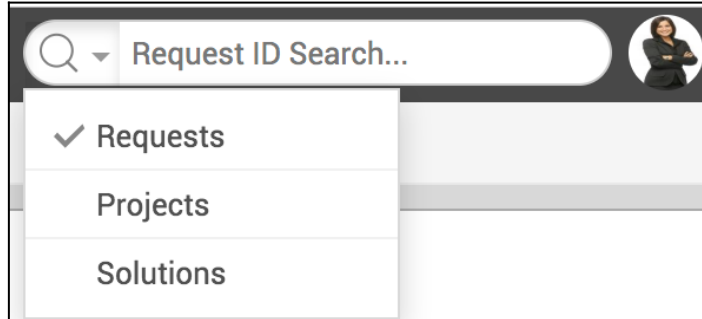 Request ID Search...
Requests
Projects
Solutions